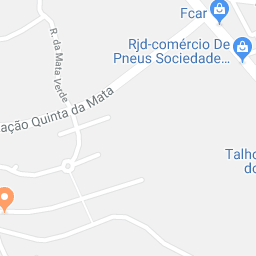 Fcar
Rjd-comércio De
Pneus Sociedade...
R. da Mata Verde
ação Quinta da Mata
Talho
do